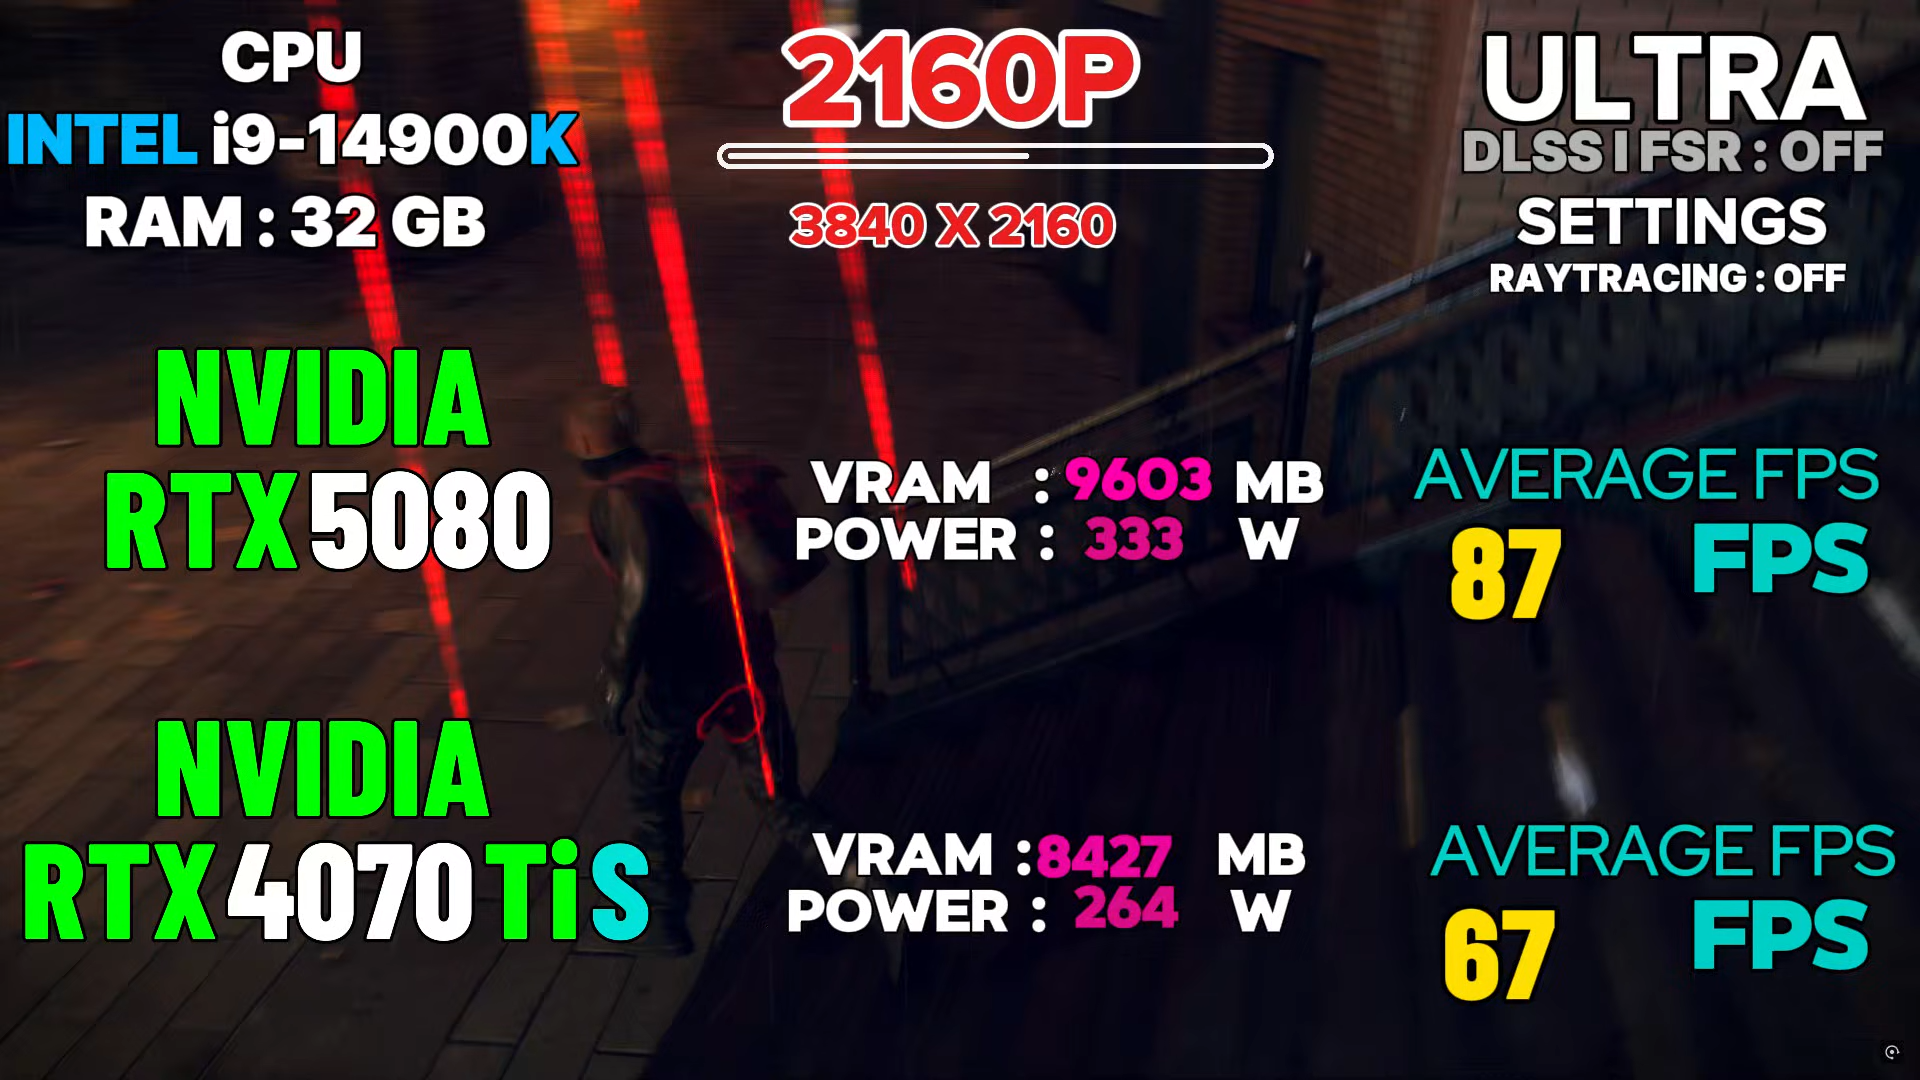 CPU
INTEL i9-14900K
RAM : 32 GB
2160P
3840 X 2160
ULTRA
DLSS I FSR : OFF
SETTINGS
RAYTRACING : OFF
NVIDIA
RTX 5080
VRAM : 9603 MB
POWER : 333 W
AVERAGE FPS
87 FPS
NVIDIA
RTX 4070 TiS
VRAM : 8427 MB
POWER : 264 W
AVERAGE FPS
67 FPS